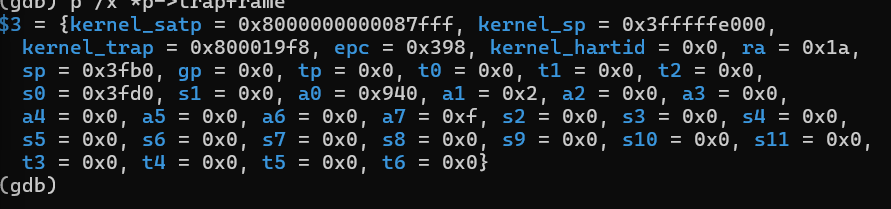 (gdb) p /x *p->trapframe
$3 = {kernel_satp = 0x8000000000087fff, kernel_sp = 0x3fffffe000,
kernel_trap = 0x800019f8, epc = 0x398, kernel_hartid = 0x0, ra = 0x1a,
sp = 0x3fb0, gp = 0x0, tp = 0x0, t0 = 0x0, t1 = 0x0, t2 = 0x0,
s0 = 0x3fd0, s1 = 0x0, a0 = 0x940, a1 = 0x2, a2 = 0x0, a3 = 0x0,
a4 = 0x0, a5 = 0x0, a6 = 0x0, a7 = 0xf, s2 = 0x0, s3 = 0x0, s4 = 0x0,
s5 = 0x0, s6 = 0x0, s7 = 0x0, s8 = 0x0, s9 = 0x0, s10 = 0x0, s11 = 0x0,
t3 = 0x0, t4 = 0x0, t5 = 0x0, t6 = 0x0}
(gdb)